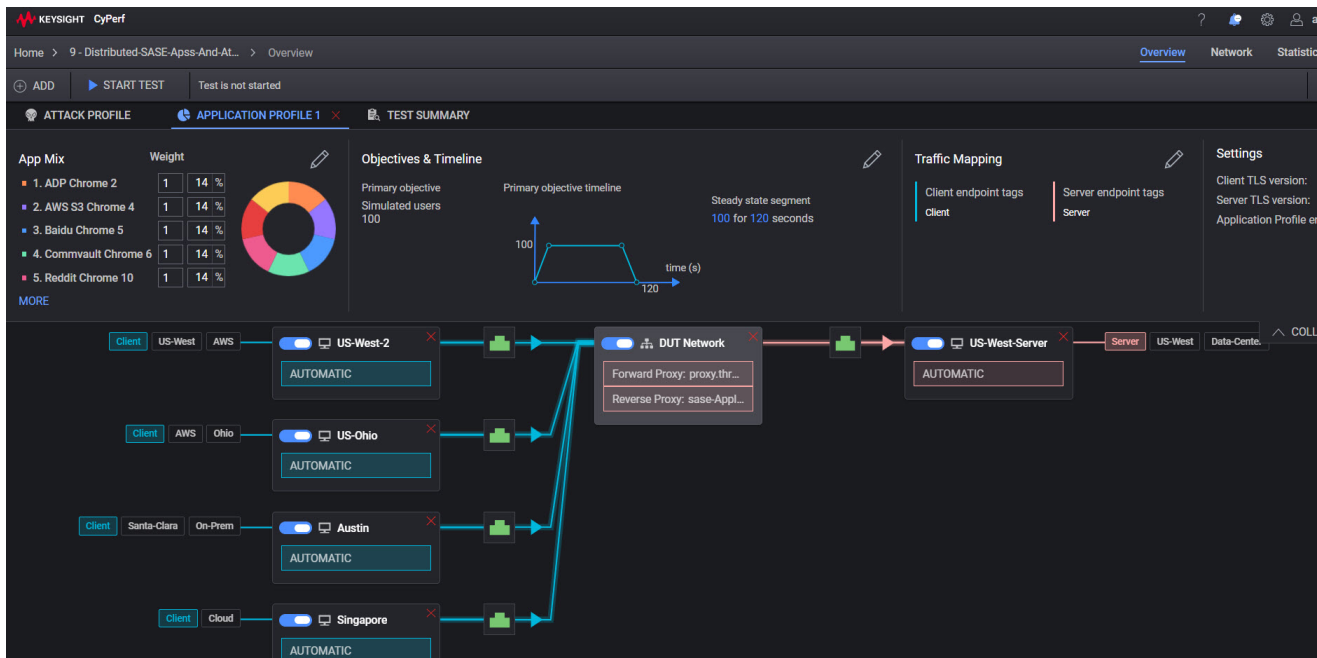 KEYSIGHT CyPerf
Home > 9 - Distributed-SASE-Apss-And-At... > Overview
Overview Network Statistic
ADD START TEST Test is not started
ATTACK PROFILE APPLICATION PROFILE 1 TEST SUMMARY
App Mix Weight
1. ADP Chrome 2 1 14 %
2. AWS S3 Chrome 4 1 14 %
3. Baidu Chrome 5 1 14 %
4. Commvault Chrome 6 1 14 %
5. Reddit Chrome 10 1 14 %
MORE
Objectives & Timeline
Primary objective
Simulated users
100
Primary objective timeline
100
time (s)
120
Steady state segment
100 for 120 seconds
Traffic Mapping
Client endpoint tags
Client
Server endpoint tags
Server
Settings
Client TLS version:
Server TLS version:
Application Profile er
COLL
Client US-West AWS
US-West-2
AUTOMATIC
DUT Network
Forward Proxy: proxy.thr...
Reverse Proxy: sase-Appl...
US-West-Server
AUTOMATIC
Server US-West Data-Cente.
Client AWS Ohio
US-Ohio
AUTOMATIC
Client Santa-Clara On-Prem
Austin
AUTOMATIC
Client Cloud
Singapore
AUTOMATIC